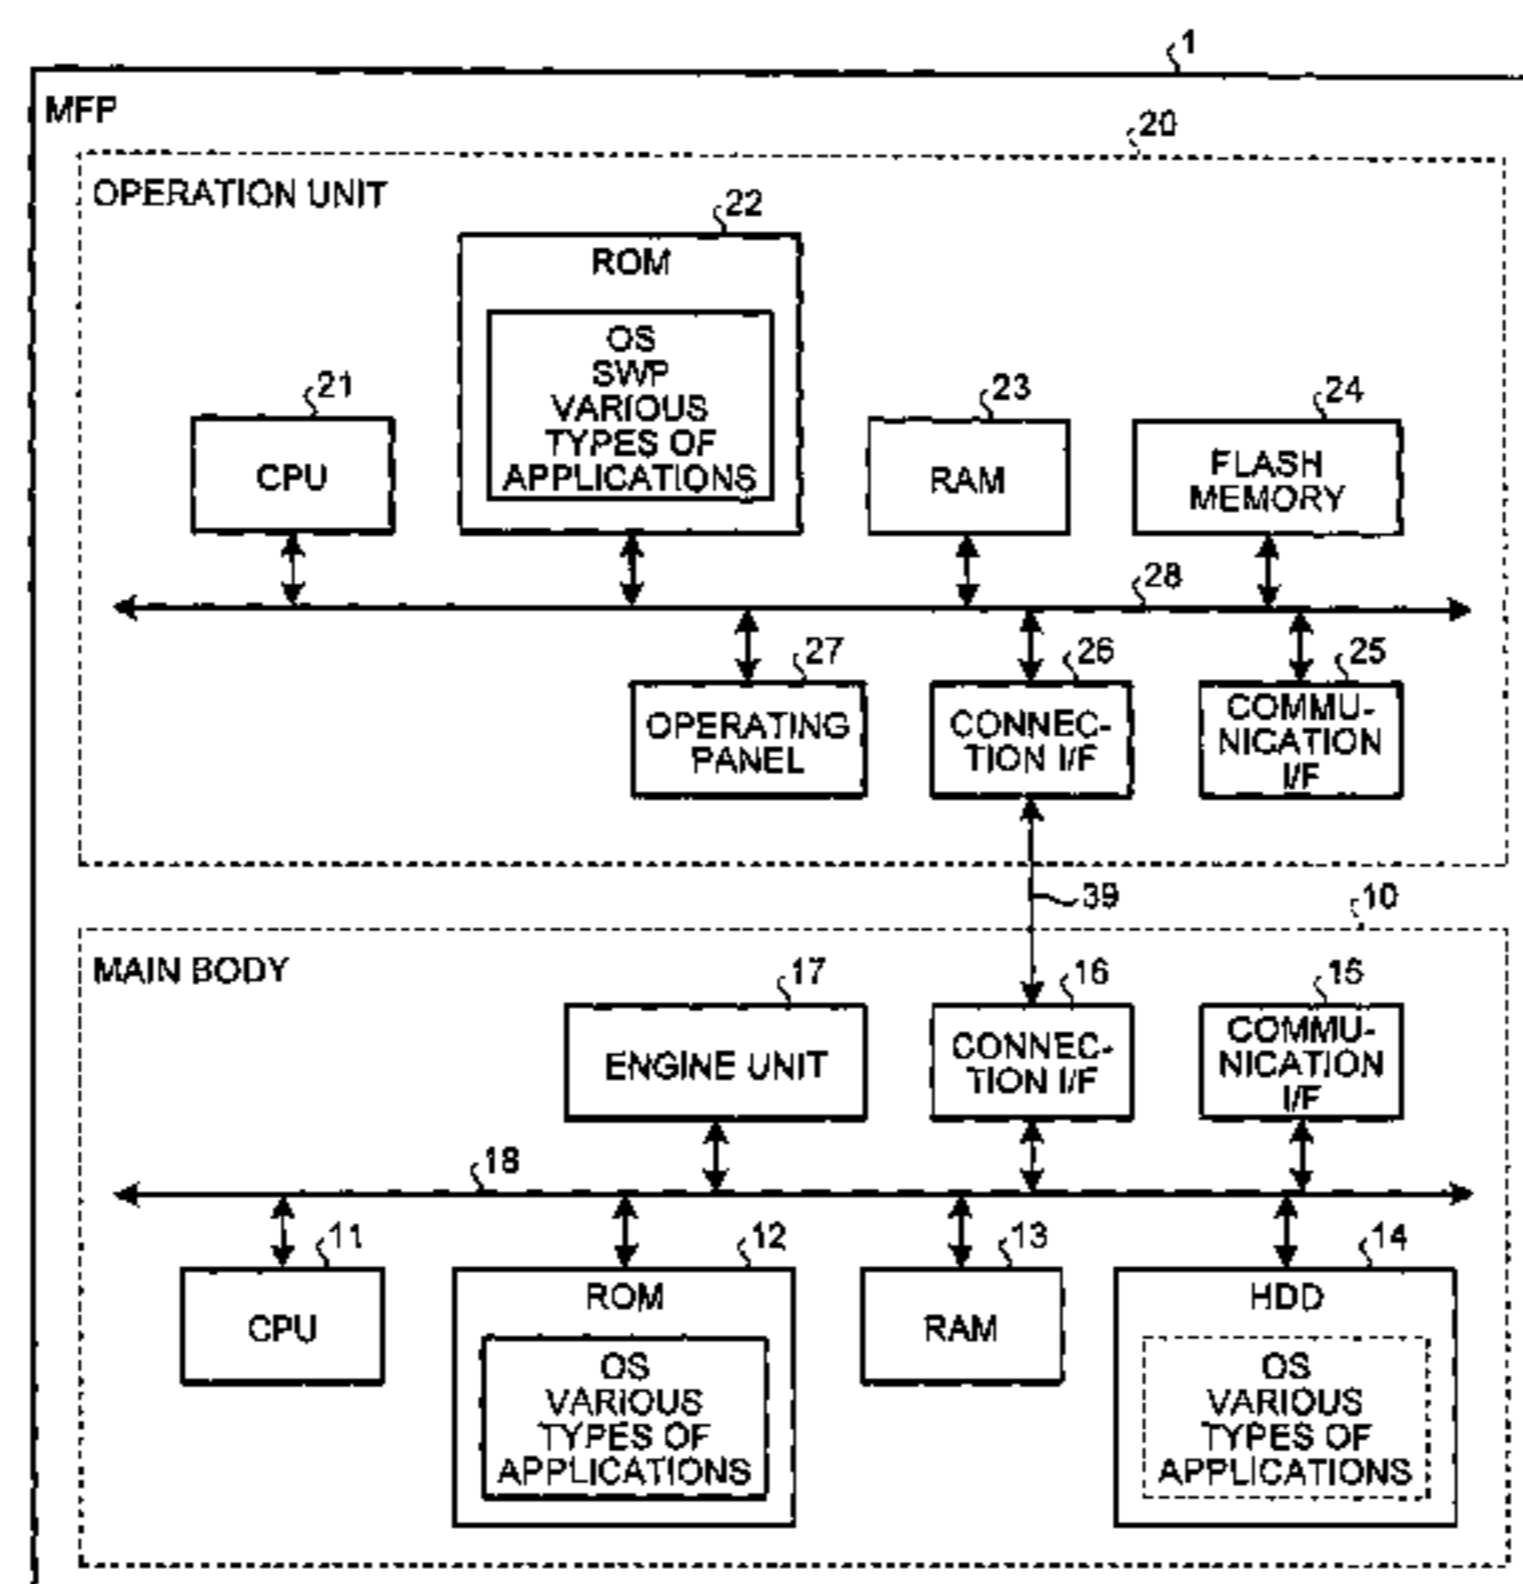 1
MFP
20
OPERATION UNIT
22
ROM
OS
SWP
VARIOUS
TYPES OF
APPLICATIONS
21
CPU
23
RAM
24
FLASH
MEMORY
28
27
OPERATING
PANEL
26
CONNEC-
TION I/F
25
COMMU-
NICATION
I/F
39
10
MAIN BODY
17
ENGINE UNIT
16
CONNEC-
TION I/F
15
COMMU-
NICATION
I/F
18
11
CPU
12
ROM
OS
VARIOUS
TYPES OF
APPLICATIONS
13
RAM
14
HDD
OS
VARIOUS
TYPES OF
APPLICATIONS